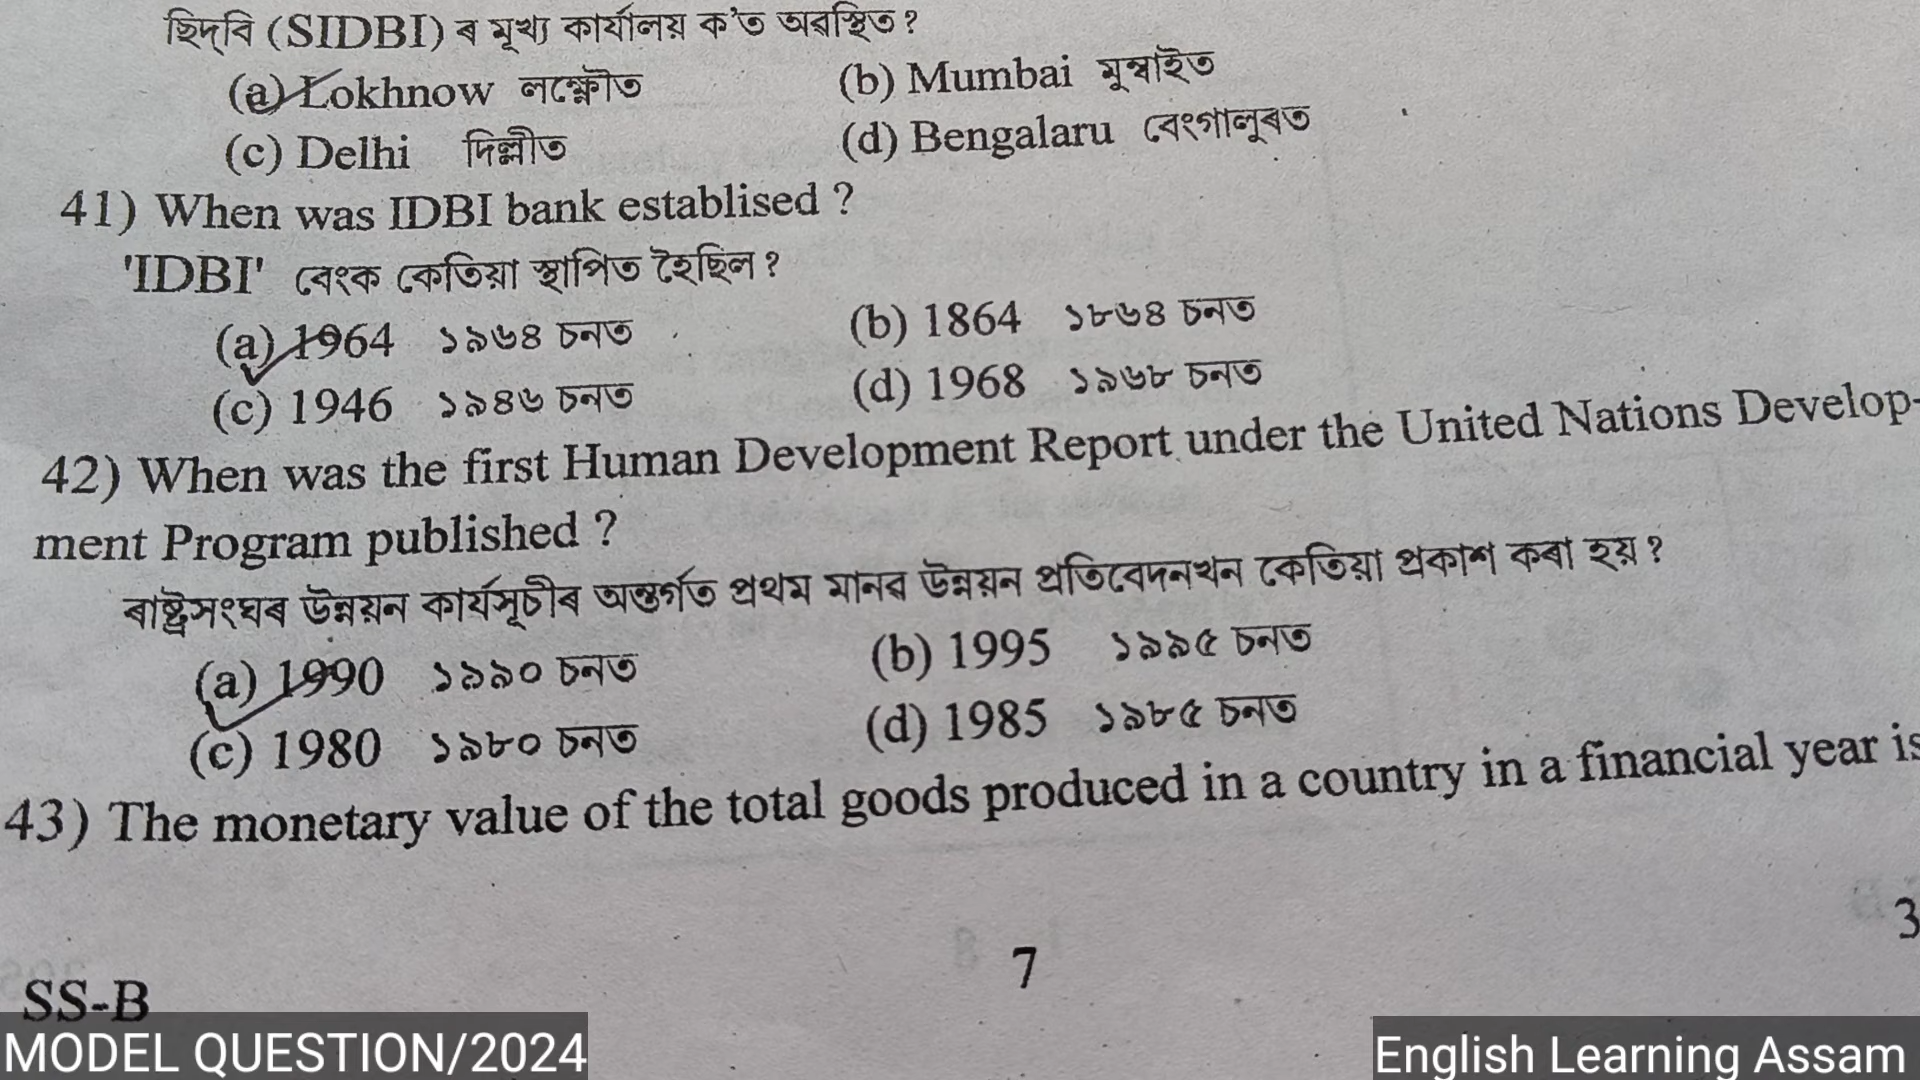 ছিদ্‌বি (SIDBI) ৰ মূখ্য কাৰ্যালয় ক'ত অৱস্থিত ?
(a) Lokhnow লক্ষ্ণৌত (b) Mumbai মুম্বাইত
(c) Delhi দিল্লীত (d) Bengalaru বেংগালুৰুত
41) When was IDBI bank establised ?
'IDBI' বেংক কেতিয়া স্থাপিত হৈছিল ?
(a) 1964 ১৯৬৪ চনত (b) 1864 ১৮৬৪ চনত
(c) 1946 ১৯৪৬ চনত (d) 1968 ১৯৬৮ চনত
42) When was the first Human Development Report under the United Nations Develop-
ment Program published ?
ৰাষ্ট্ৰসংঘৰ উন্নয়ন কাৰ্যসূচীৰ অন্তৰ্গত প্ৰথম মানৱ উন্নয়ন প্ৰতিবেদনখন কেতিয়া প্ৰকাশ কৰা হয় ?
(a) 1990 ১৯৯০ চনত (b) 1995 ১৯৯৫ চনত
(c) 1980 ১৯৮০ চনত (d) 1985 ১৯৮৫ চনত
43) The monetary value of the total goods produced in a country in a financial year is
3
7
SS-B
MODEL QUESTION/2024
English Learning Assam